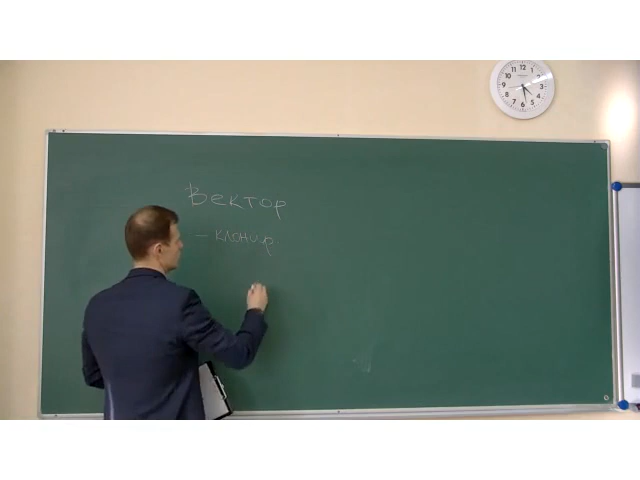 Вектор
– клонир.